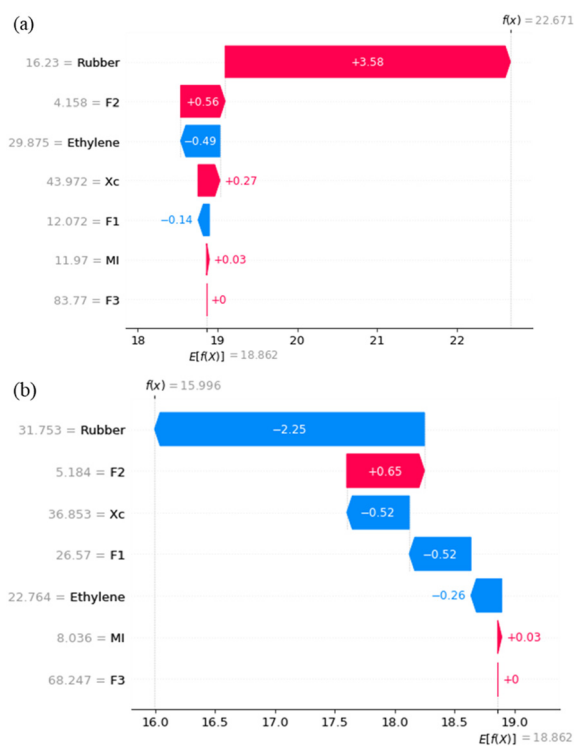 (a)
f(x) = 22.671
16.23 = Rubber
+3.58
4.158 = F2
+0.56
29.875 = Ethylene
−0.49
43.972 = Xc
+0.27
12.072 = F1
−0.14
11.97 = MI
+0.03
83.77 = F3
+0
18 19 20 21 22
E[f(X)] = 18.862
(b)
f(x) = 15.996
31.753 = Rubber
−2.25
5.184 = F2
+0.65
36.853 = Xc
−0.52
26.57 = F1
−0.52
22.764 = Ethylene
−0.26
8.036 = MI
+0.03
68.247 = F3
+0
16.0 16.5 17.0 17.5 18.0 18.5 19.0
E[f(X)] = 18.862